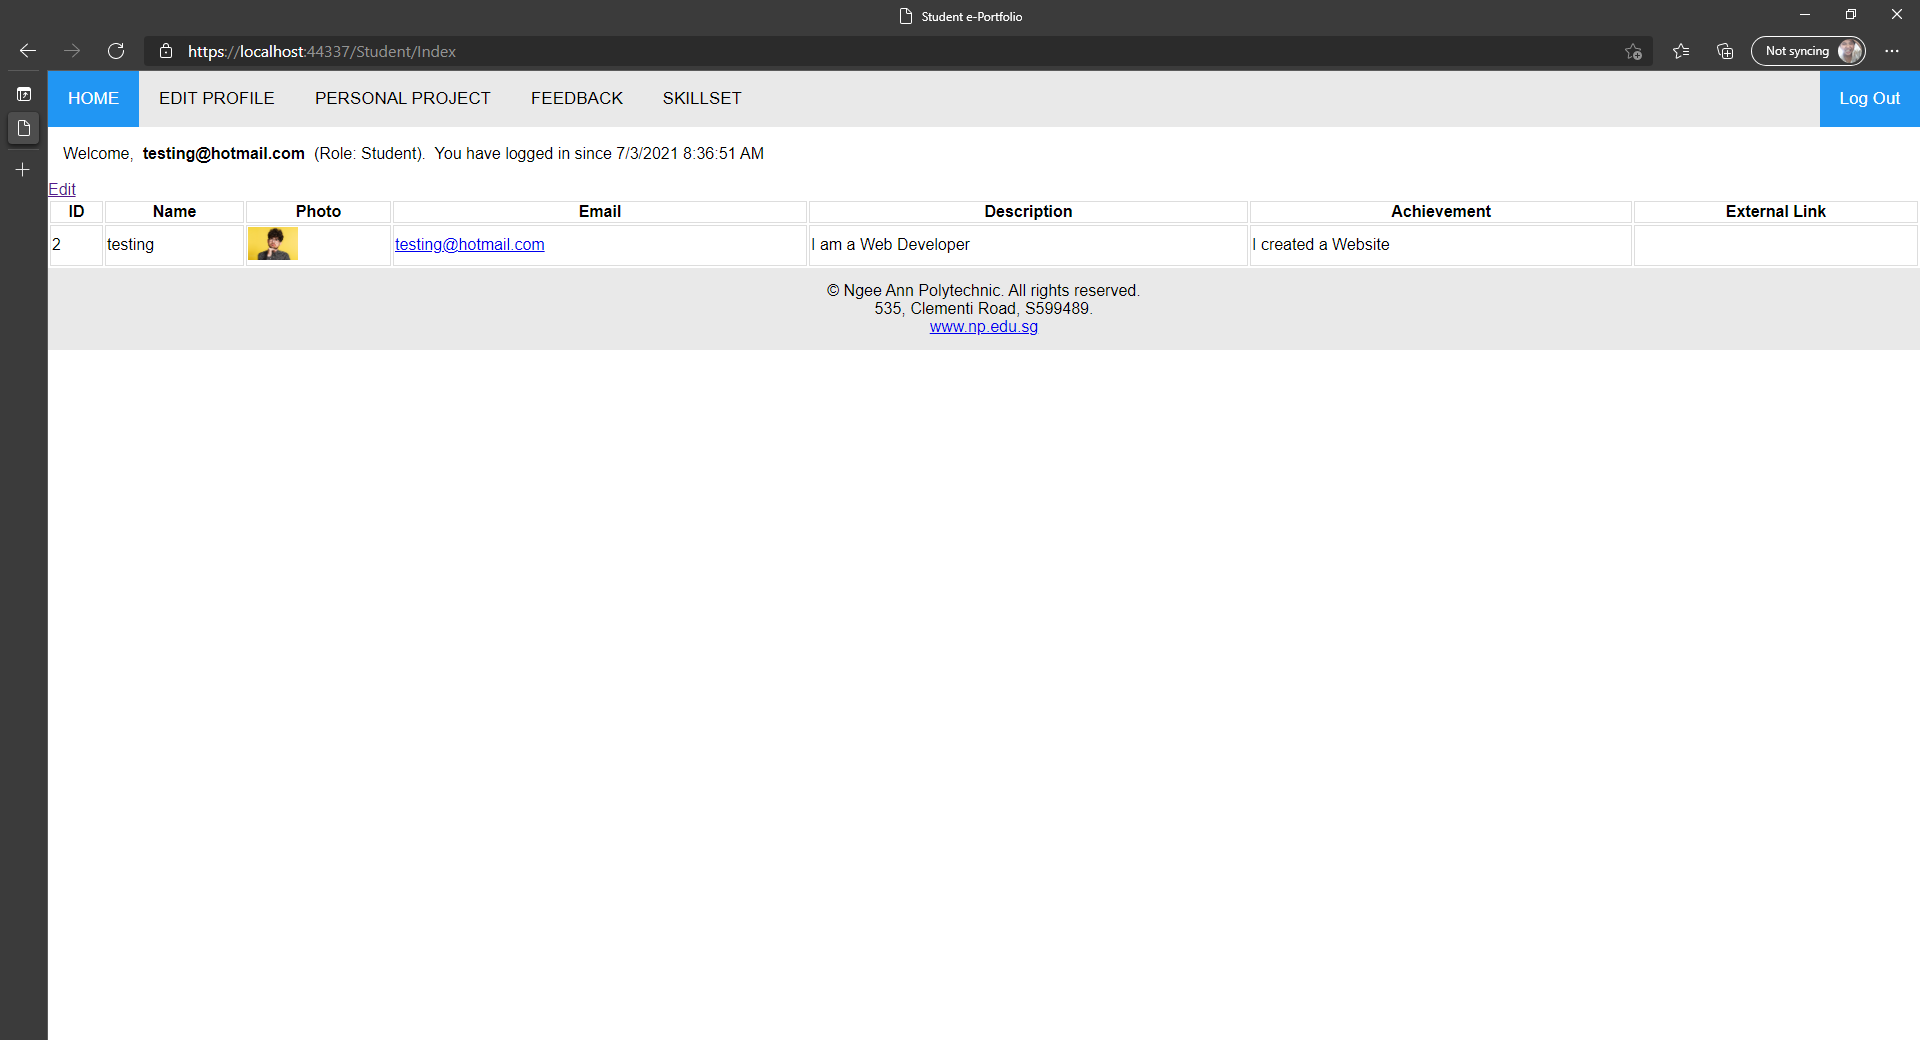 Student e-Portfolio
https://localhost:44337/Student/Index
Not syncing
HOME EDIT PROFILE PERSONAL PROJECT FEEDBACK SKILLSET Log Out
Welcome, testing@hotmail.com (Role: Student). You have logged in since 7/3/2021 8:36:51 AM
Edit
ID Name Photo Email Description Achievement External Link
2 testing testing@hotmail.com I am a Web Developer I created a Website
© Ngee Ann Polytechnic. All rights reserved.
535, Clementi Road, S599489.
www.np.edu.sg